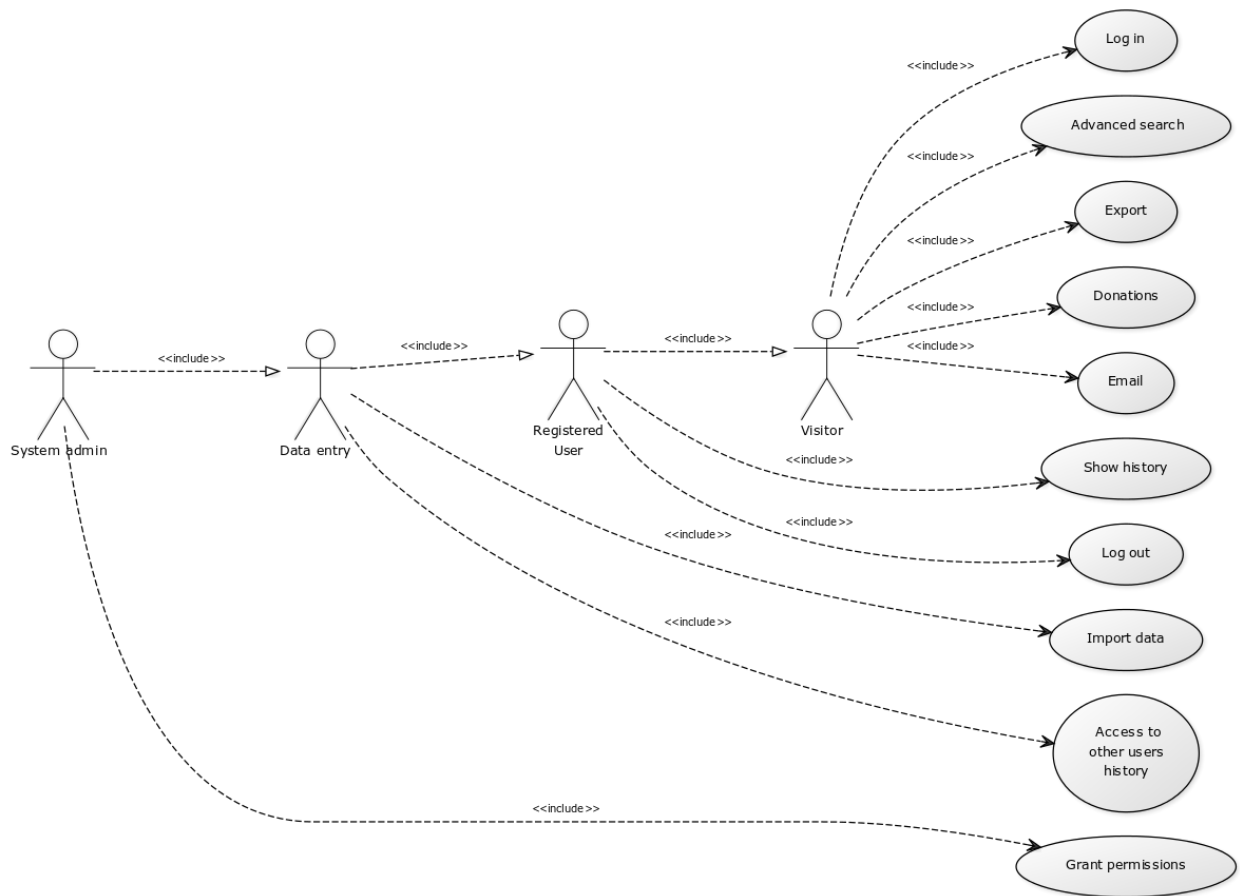 Log in
<<include>>
Advanced search
<<include>>
Export
<<include>>
Donations
<<include>>
<<include>>
<<include>>
<<include>>
<<include>>
Email
System admin
Data entry
Registered
User
Visitor
<<include>>
Show history
<<include>>
Log out
<<include>>
Import data
<<include>>
Access to
other users
history
<<include>>
Grant permissions